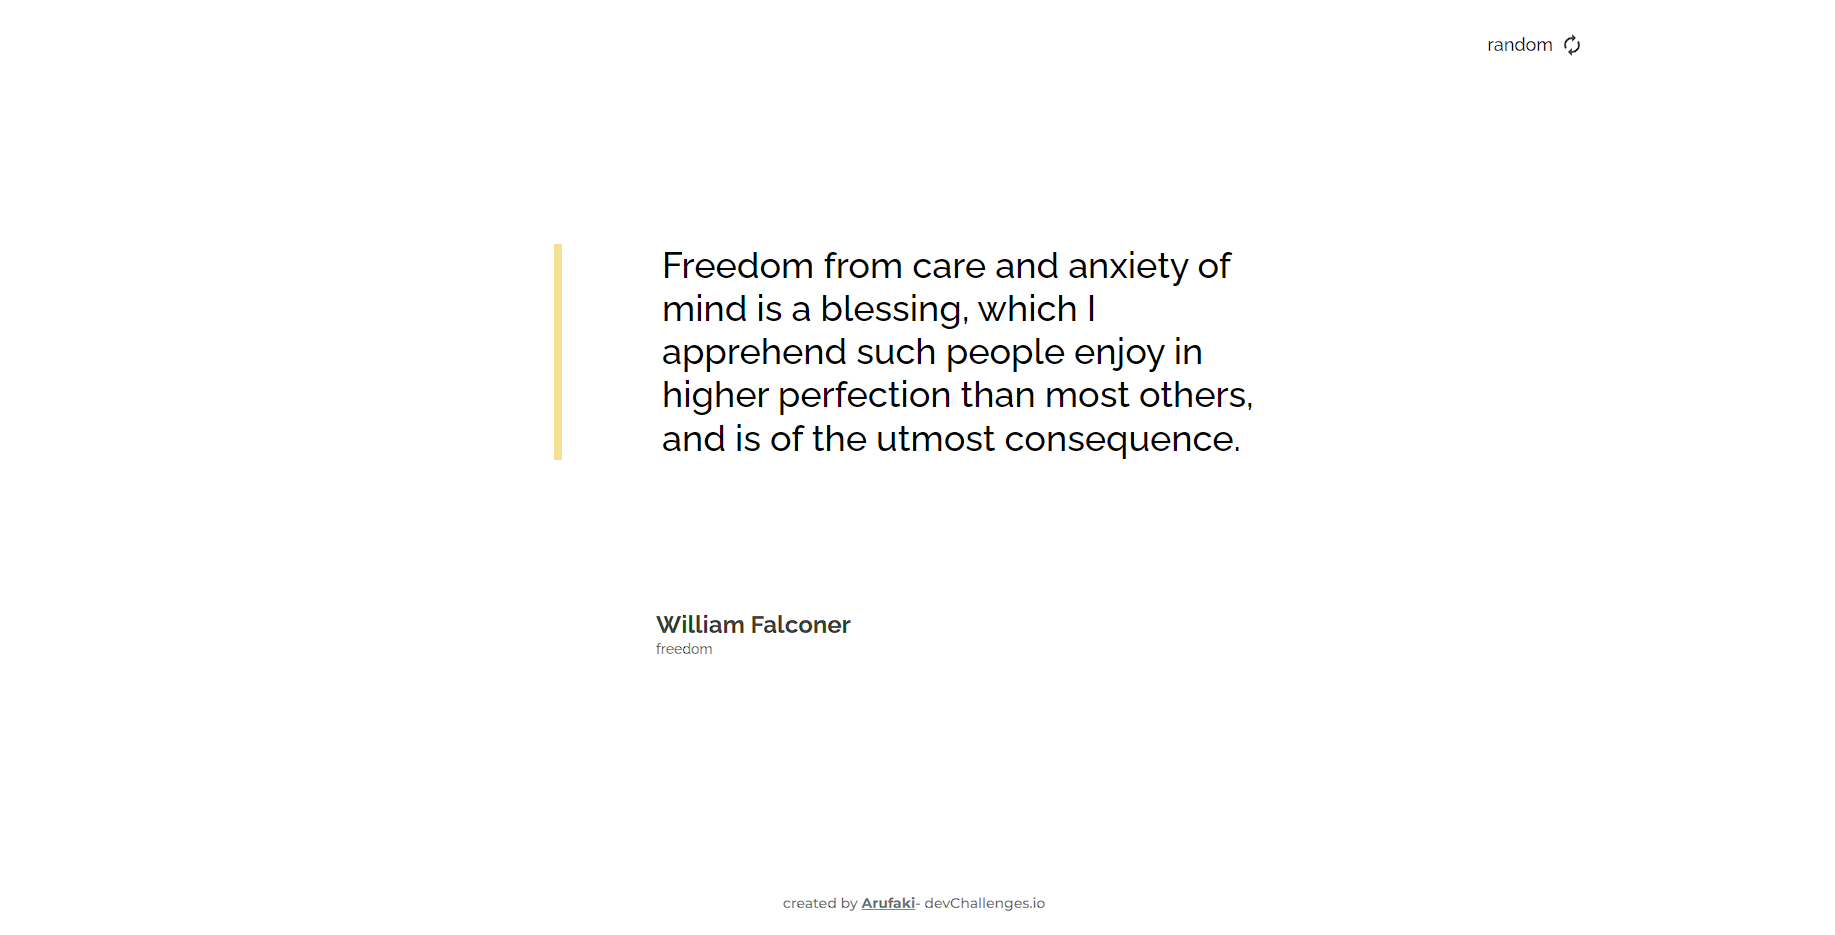 random
Freedom from care and anxiety of
mind is a blessing, which I
apprehend such people enjoy in
higher perfection than most others,
and is of the utmost consequence.
William Falconer
freedom
created by Arufaki- devChallenges.io